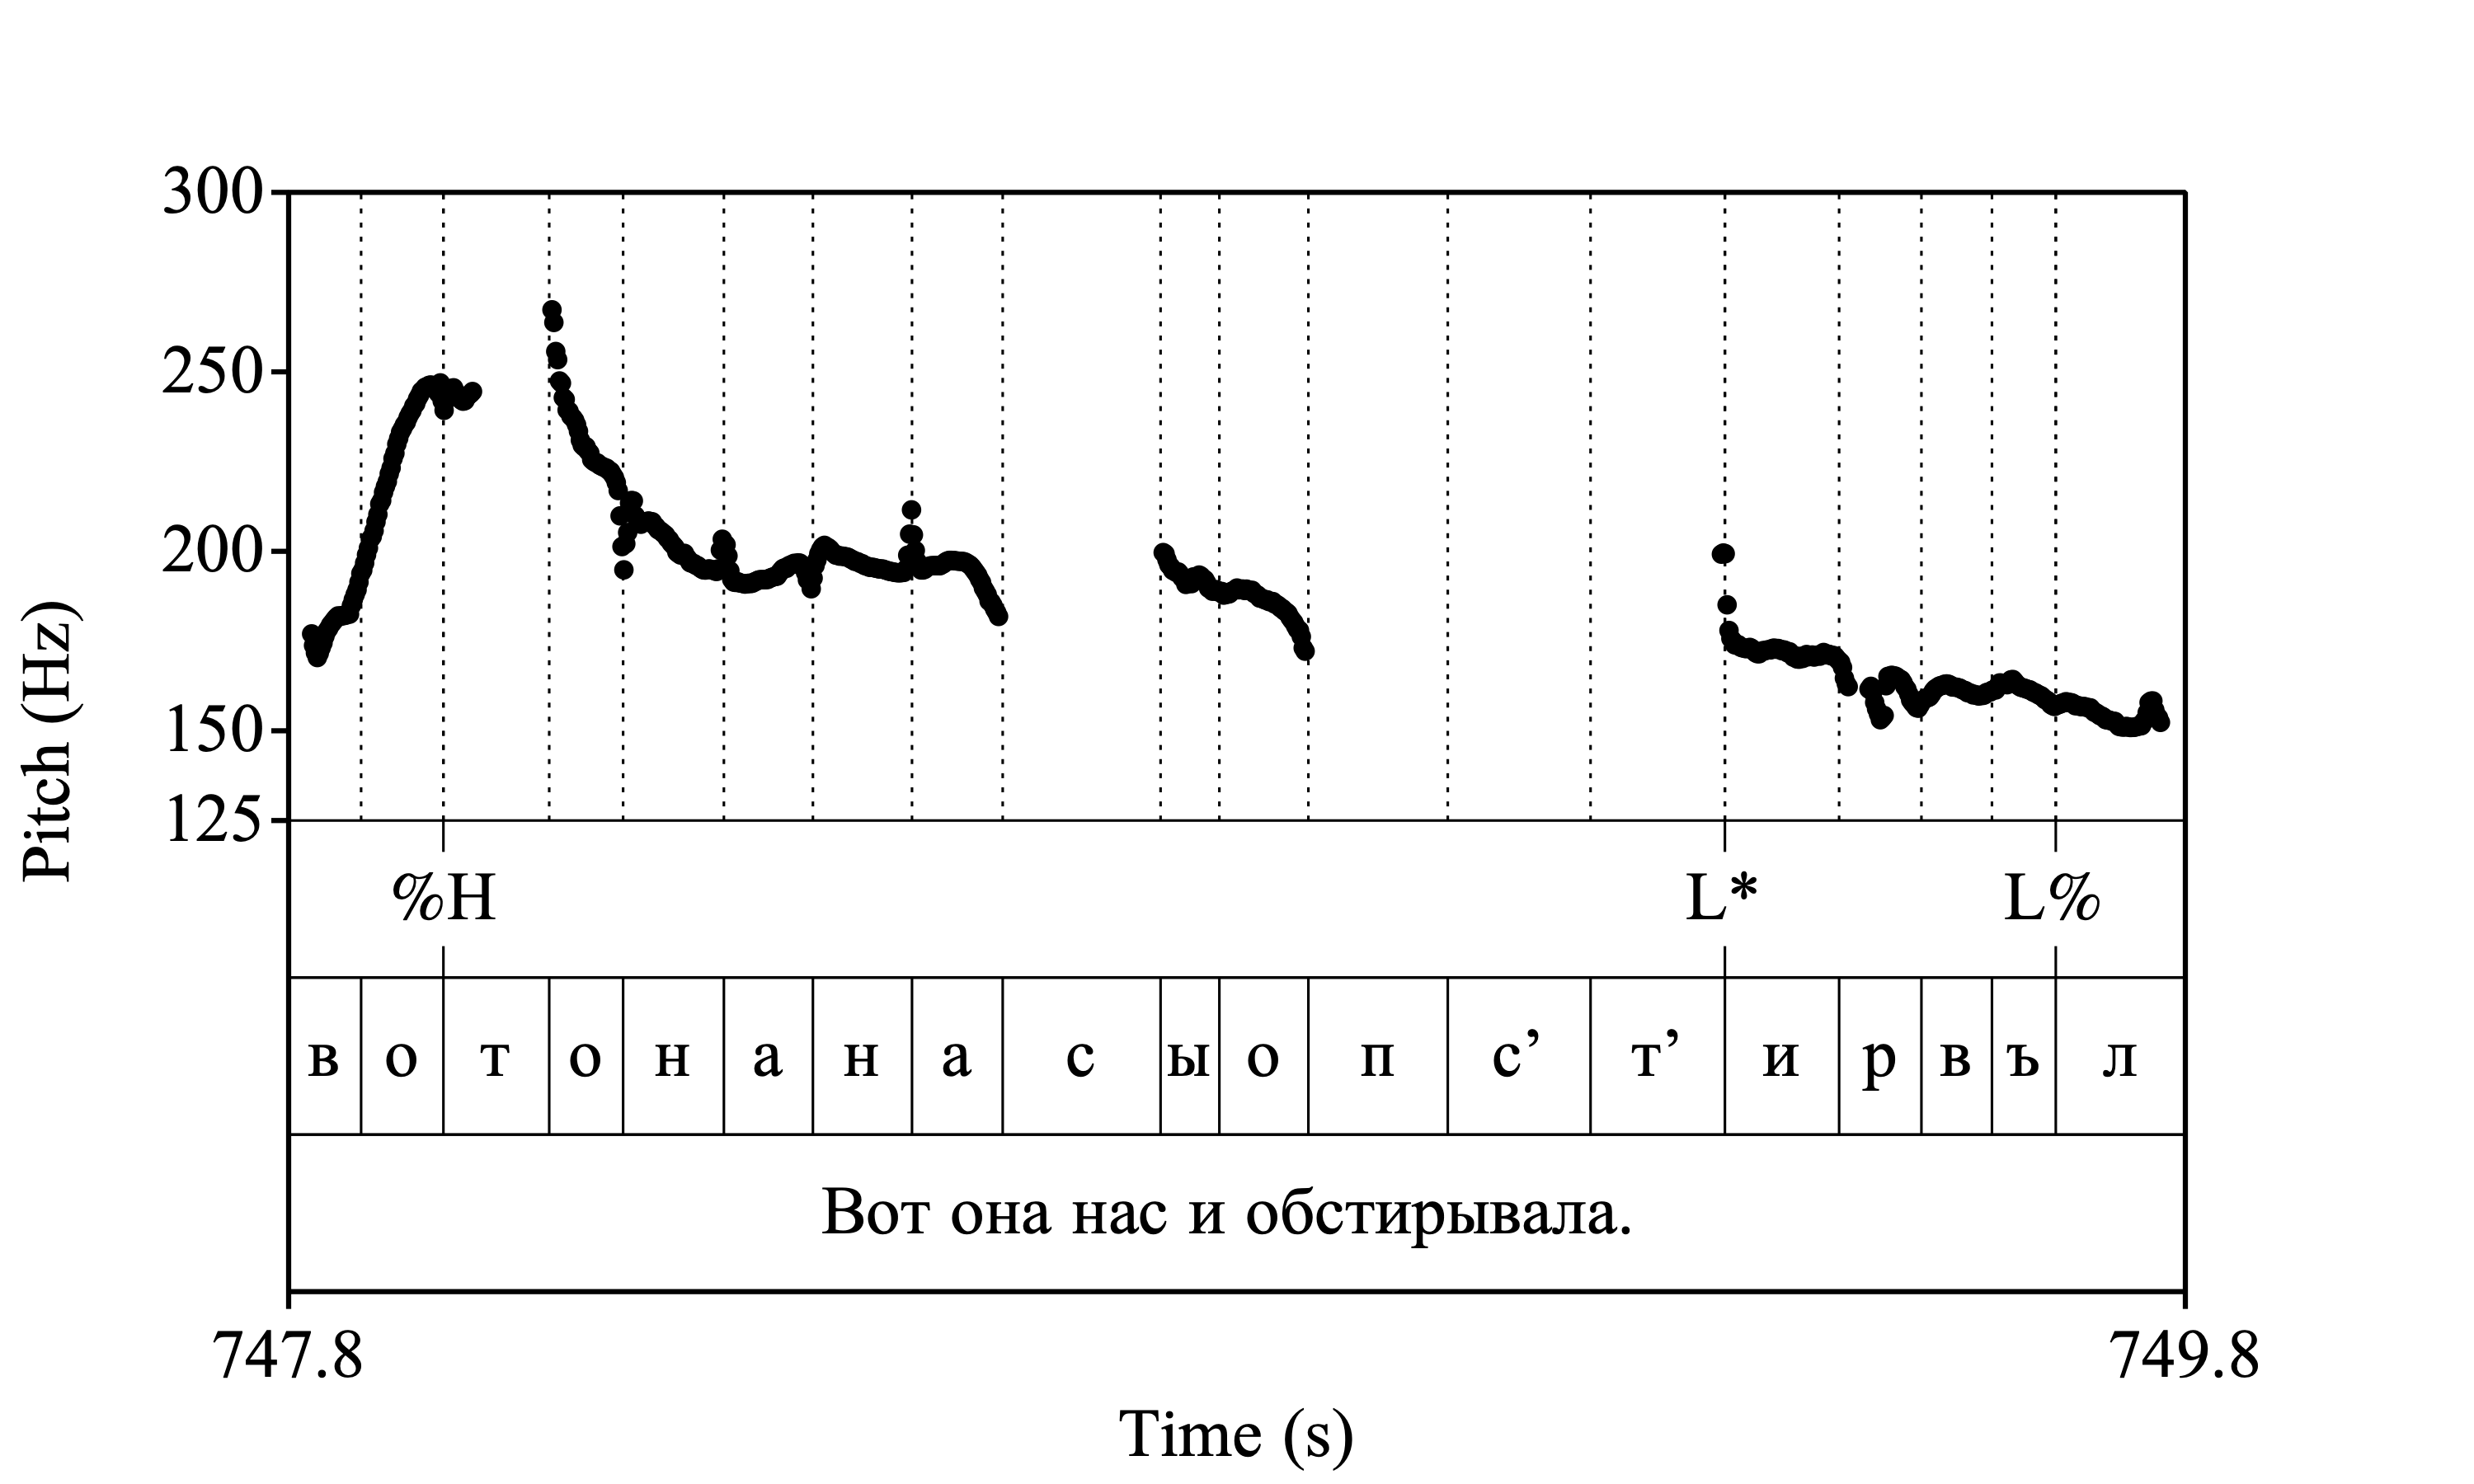 300
250
200
150
125
Pitch (Hz)
%H L* L%
в о т о н а н а с ы о п с’ т’ и р в ъ л
Вот она нас и обстирывала.
747.8 749.8
Time (s)